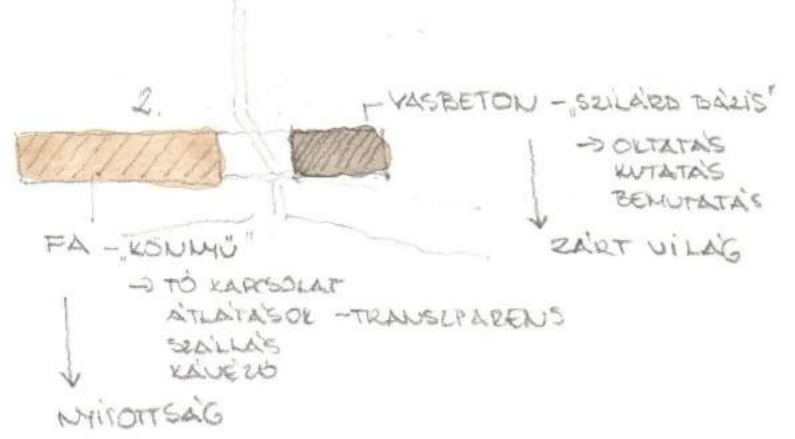 2.
VASBETON - „SZILÁRD BÁZIS"
→ OKTATÁS
KUTATÁS
BEMUTATÁS
ZÁRT VILÁG
FA - „KÖNNYŰ"
→ TÓ KAPCSOLAT
ÁTLÁTÁSOK - TRANSZPARENS
SZÁLLÁS
KÁVÉZÓ
NYITOTTSÁG